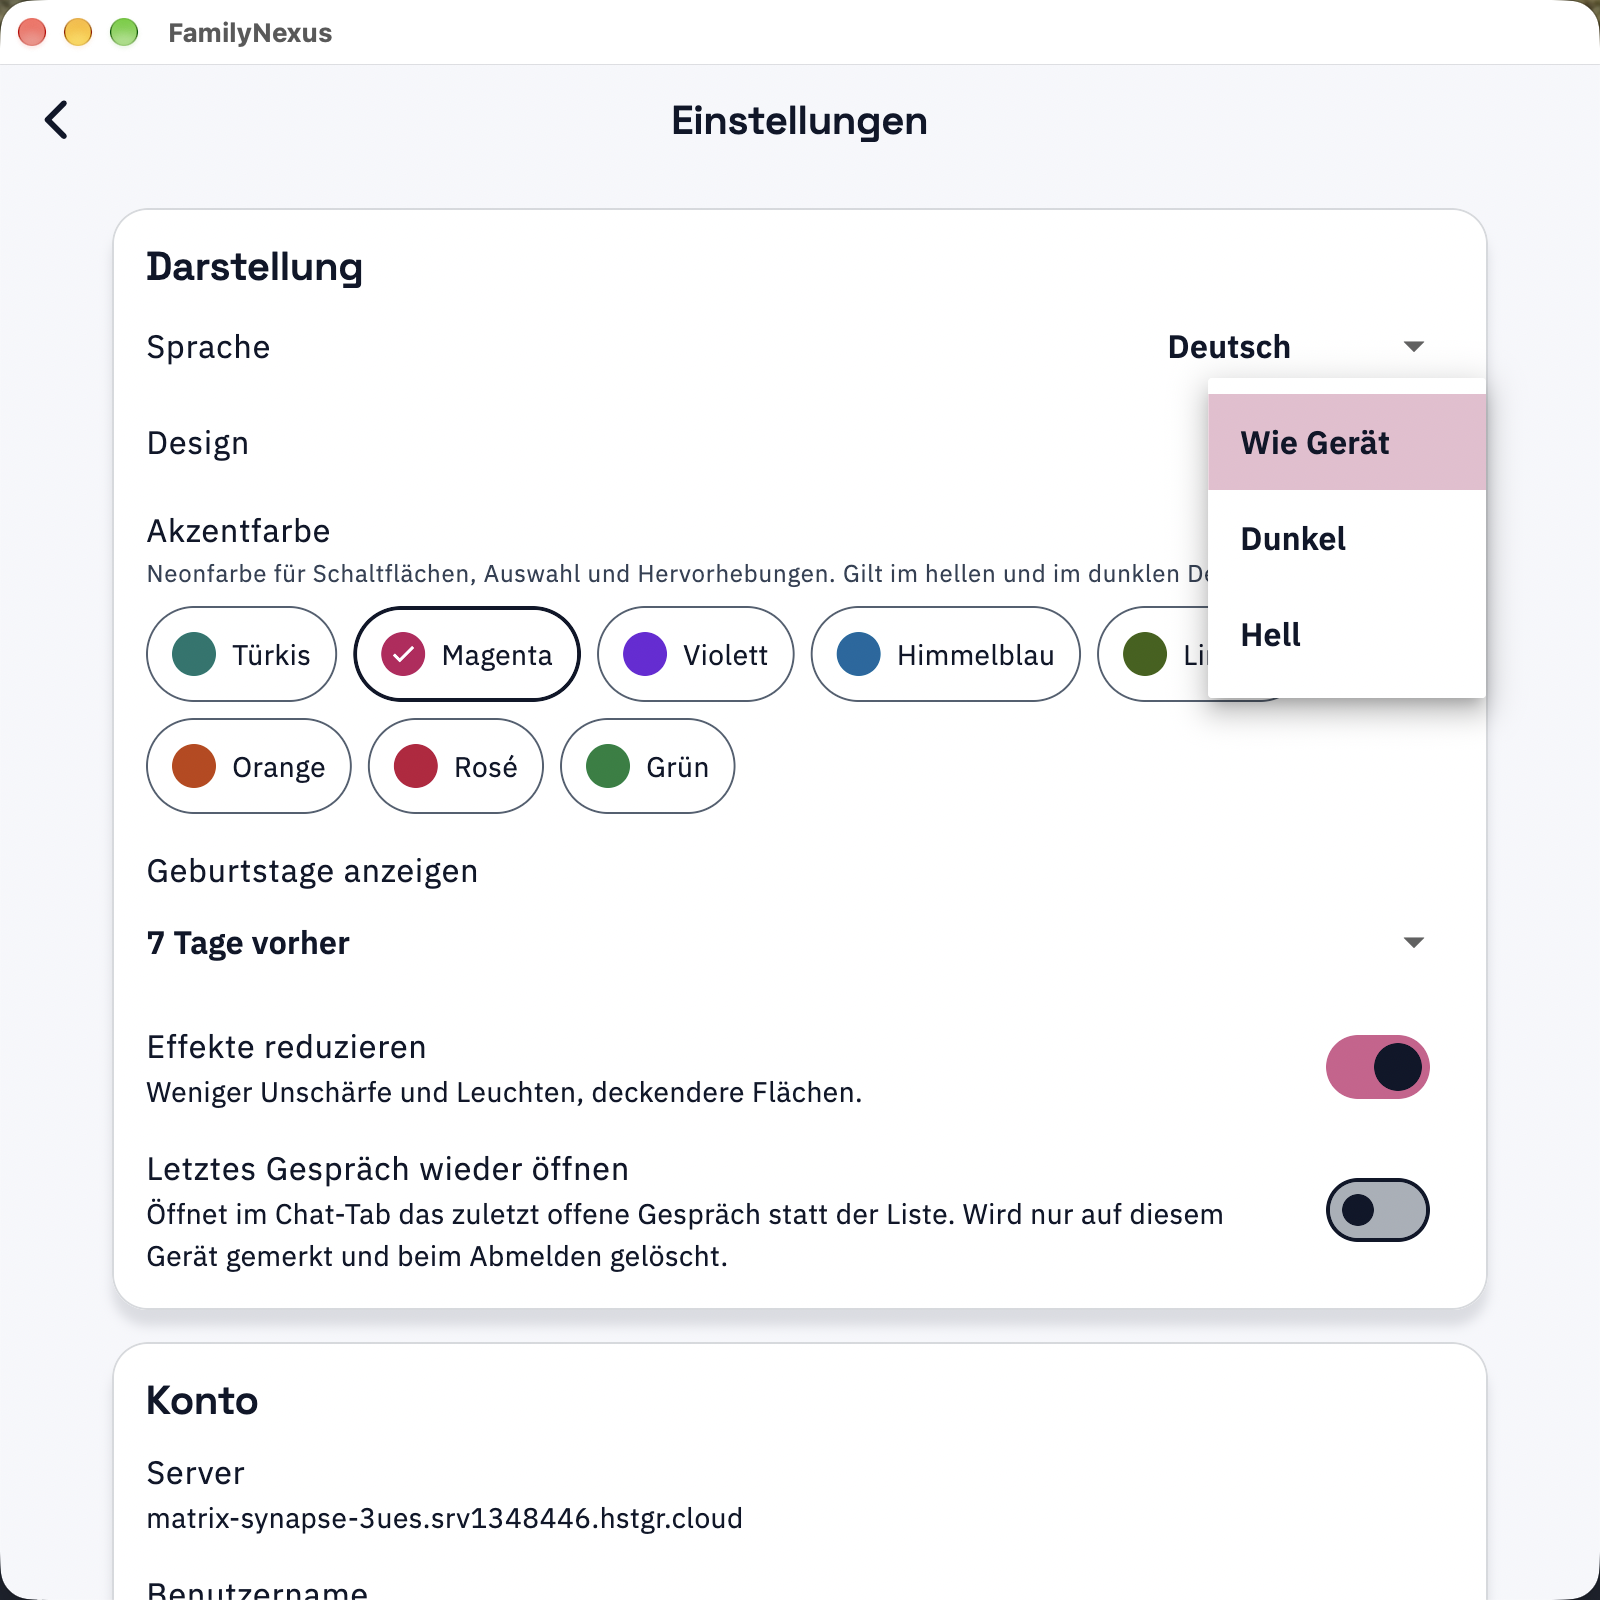 FamilyNexus
Einstellungen
Darstellung
Sprache
Deutsch
Design
Wie Gerät
Dunkel
Hell
Akzentfarbe
Neonfarbe für Schaltflächen, Auswahl und Hervorhebungen. Gilt im hellen und im dunklen
Türkis
Magenta
Violett
Himmelblau
Orange
Rosé
Grün
Geburtstage anzeigen
7 Tage vorher
Effekte reduzieren
Weniger Unschärfe und Leuchten, deckendere Flächen.
Letztes Gespräch wieder öffnen
Öffnet im Chat-Tab das zuletzt offene Gespräch statt der Liste. Wird nur auf diesem
Gerät gemerkt und beim Abmelden gelöscht.
Konto
Server
matrix-synapse-3ues.srv1348446.hstgr.cloud
Benutzername